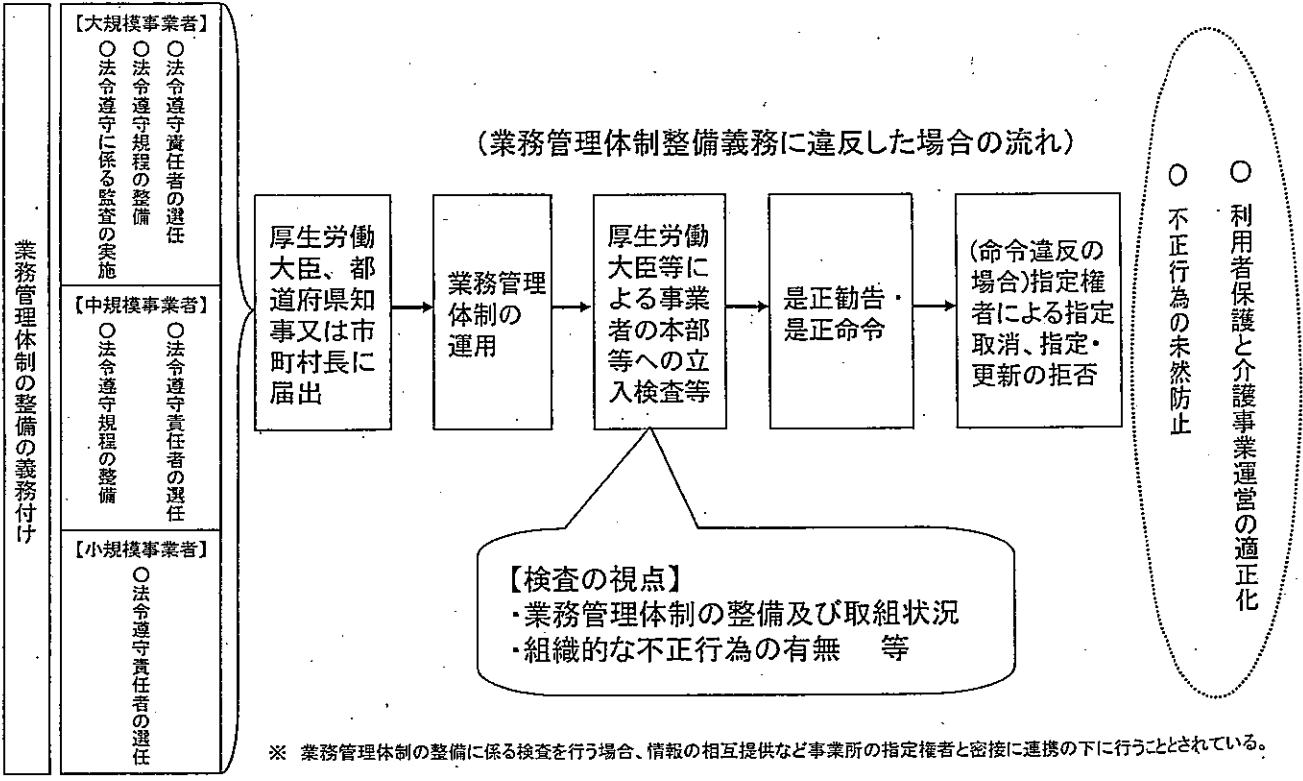 業務管理体制の整備の義務付け
【大規模事業者】
○法令遵守責任者の選任
○法令遵守規程の整備
○法令遵守に係る監査の実施
【中規模事業者】
○法令遵守責任者の選任
○法令遵守規程の整備
【小規模事業者】
○法令遵守責任者の選任
(業務管理体制整備義務に違反した場合の流れ)
厚生労働
大臣、都
道府県知
事又は市
町村長に
届出
業務管理
体制の
運用
厚生労働
大臣等に
よる事業
者の本部
等への立
入検査等
是正勧告・
是正命令
(命令違反の
場合)指定権
者による指定
取消、指定・
更新の拒否
【検査の視点】
・業務管理体制の整備及び取組状況
・組織的な不正行為の有無　等
○ 利用者保護と介護事業運営の適正化
○ 不正行為の未然防止
※ 業務管理体制の整備に係る検査を行う場合、情報の相互提供など事業所の指定権者と密接に連携の下に行うこととされている。